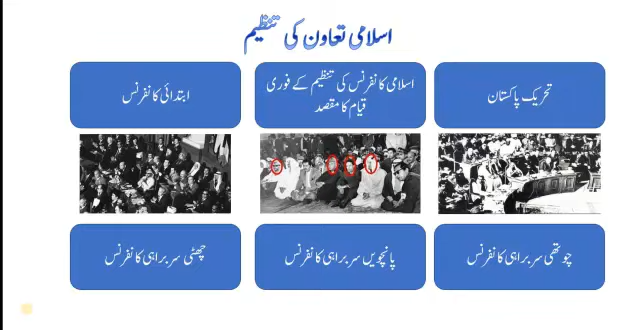 اسلامی تعاون کی تنظیم
تحریک پاکستان
اسلامی کانفرنس کی تنظیم کے فوری
قیام کا مقصد
ابتدائی کانفرنس
چوتھی سربراہی کانفرنس
پانچویں سربراہی کانفرنس
چھٹی سربراہی کانفرنس